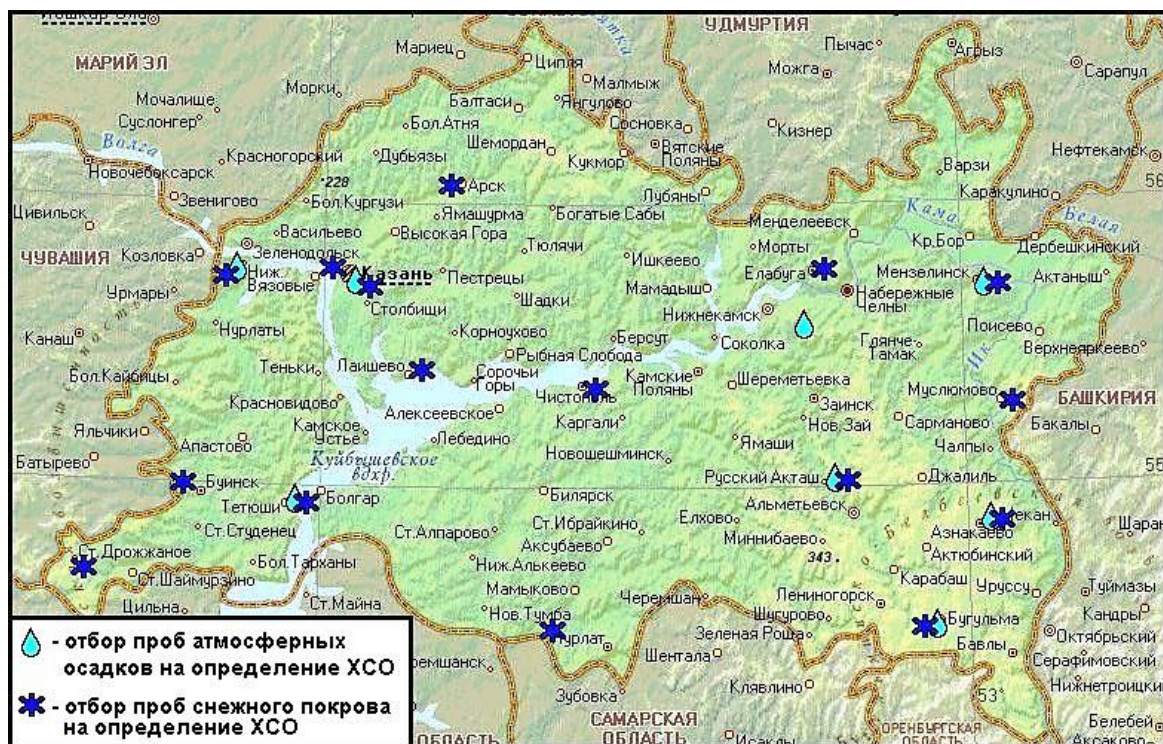 УДМУРТИЯ
Вятка
Мариец
Пычас
Агрыз
МАРИЙ ЭЛ
Ципля
Можга
Сарапул
Малмыж
Морки
Янгулово
Балтаси
Мочалище
Суслонгер
Бол.Атня
Сосновка
Кизнер
Волга
Шемордан
Вятские
Поляны
Красногорский
Дубьязы
Кукмор
Нефтекамск
Варзи
Новочебоксарск
228
Арск
Лубяны
Каракулино
56
Звенигово
Бол.Кургузи
Ямашурма
Богатые Сабы
Менделеевск
Кама
Белая
Цивильск
Васильево
Высокая Гора
Тюлячи
Морты
Кр.Бор
Дербешкинский
Зеленодольск
ЧУВАШИЯ
Козловка
Ишкеево
Елабуга
Ниж
Вязовые
Казань
Пестрецы
Мензелинск
Актаныш
Урмары
Мамадыш
Набережные
Челны
Столбищи
Шадки
Нижнекамск
Нурлаты
Корноухово
Берсут
Поисево
Канаш
Соколка
Глянче-
Тамак
Верхнеяркеево
Рыбная Слобода
Ик
Теньки
Лаишево
Сорочьи
Горы
Камские
Поляны
Бол.Кайбицы
Шереметьевка
Чистополь
Муслюмово
Красновидово
Алексеевское
Заинск
БАШКИРИЯ
Каргали
Нов.Зай
Сарманово
Бакалы
Яльчики
Камское
Устье
Лебедино
Апастово
Ямаши
Чалпы
Батырево
Куйбышевское
вдхр.
Новошешминск
55
Буинск
Русский Акташ
Джалиль
Тетюши
Болгар
Билярск
Альметьевск
Ст.Студенец
Ст.Алпарово
Ст.Ибрайкино
Елхово
Азнакаево
Шаран
Аксубаево
Миннибаево
Ст.Дрожжаное
343
Актюбинский
Бол.Тарханы
Ниж.Алькеево
Ст.Шаймурзино
Карабаш
Мамыково
Уруссу
Туймазы
Цильна
Ст.Майна
Черемшан
Лениногорск
Нов.Тумба
Шугурово
Кандры
Зеленая Роща
Бугульма
Октябрьский
Шентала
Бавлы
Серафимовский
Зубовка
Клявлино
53°
Нижнетроицкий
САМАРСКАЯ
ОБЛАСТЬ
ОРЕНБУРГСКАЯ
ОБЛАСТЬ
Белебей
Исаклы
Аксаково
ОБЛАСТЬ
- отбор проб атмосферных
осадков на определение ХСО
- отбор проб снежного покрова
на определение ХСО